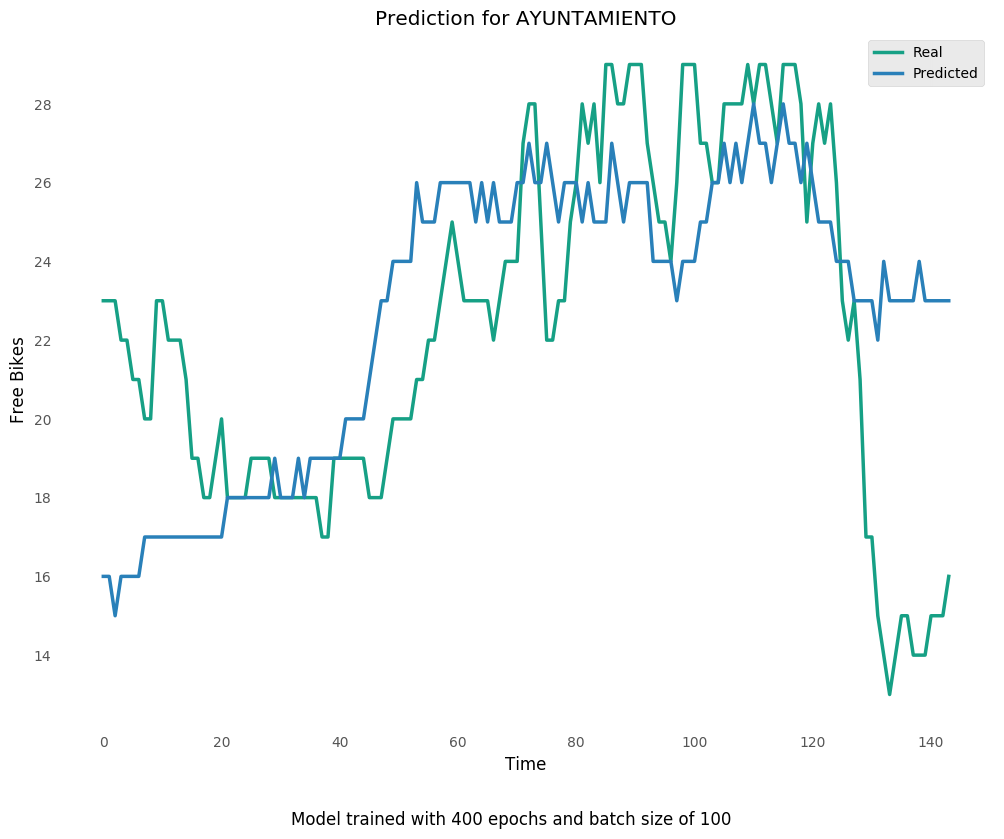 Prediction for AYUNTAMIENTO
Real
Predicted
28
26
24
22
20
18
16
14
Free Bikes
0 20 40 60 80 100 120 140
Time
Model trained with 400 epochs and batch size of 100